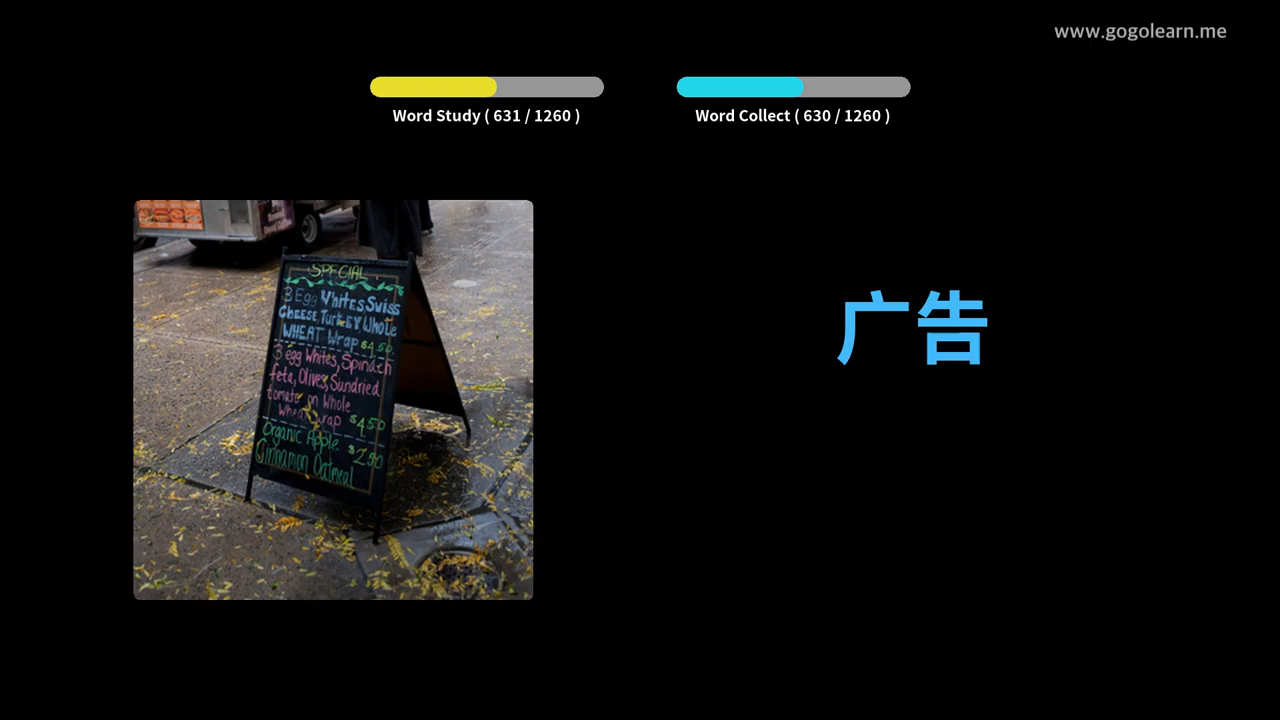 www.gogolearn.me
Word Study ( 631 / 1260 )
Word Collect ( 630 / 1260 )
SPECIAL
3 Egg Whites, Swiss
Cheese, Turkey Whole
WHEAT Wrap $4.50
3 egg Whites, Spinach
feta, Olives, Sundried
tomato on Whole
Wheat Wrap $4.50
Organic Apple
Cinnamon Oatmeal $2.50
广告